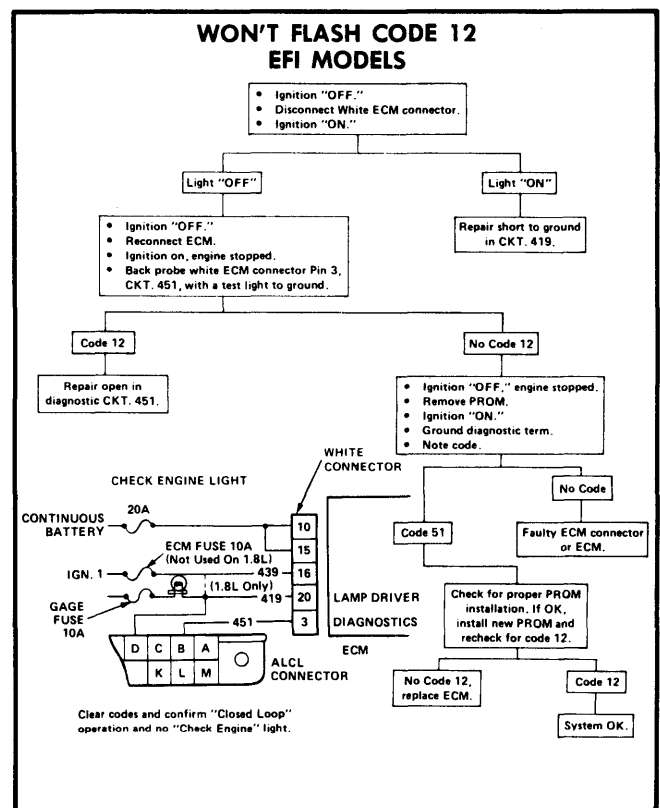 WON'T FLASH CODE 12
EFI MODELS
• Ignition "OFF."
• Disconnect White ECM connector.
• Ignition "ON."
Light "OFF"
Light "ON"
• Ignition "OFF."
• Reconnect ECM.
• Ignition on, engine stopped.
• Back probe white ECM connector Pin 3,
CKT. 451, with a test light to ground.
Repair short to ground
in CKT. 419.
Code 12
No Code 12
Repair open in
diagnostic CKT. 451.
• Ignition "OFF," engine stopped.
• Remove PROM.
• Ignition "ON."
• Ground diagnostic term.
• Note code.
No Code
Code 51
Faulty ECM connector
or ECM.
Check for proper PROM
installation. If OK,
install new PROM and
recheck for code 12.
No Code 12,
replace ECM.
Code 12
System OK.
WHITE
CONNECTOR
CHECK ENGINE LIGHT
20A
CONTINUOUS
BATTERY
10
15
ECM FUSE 10A
(Not Used On 1.8L)
IGN. 1
439
16
(1.8L Only)
419
20
LAMP DRIVER
GAGE
FUSE
10A
451
3
DIAGNOSTICS
ECM
D C B A
K L M
ALCL
CONNECTOR
Clear codes and confirm "Closed Loop"
operation and no "Check Engine" light.